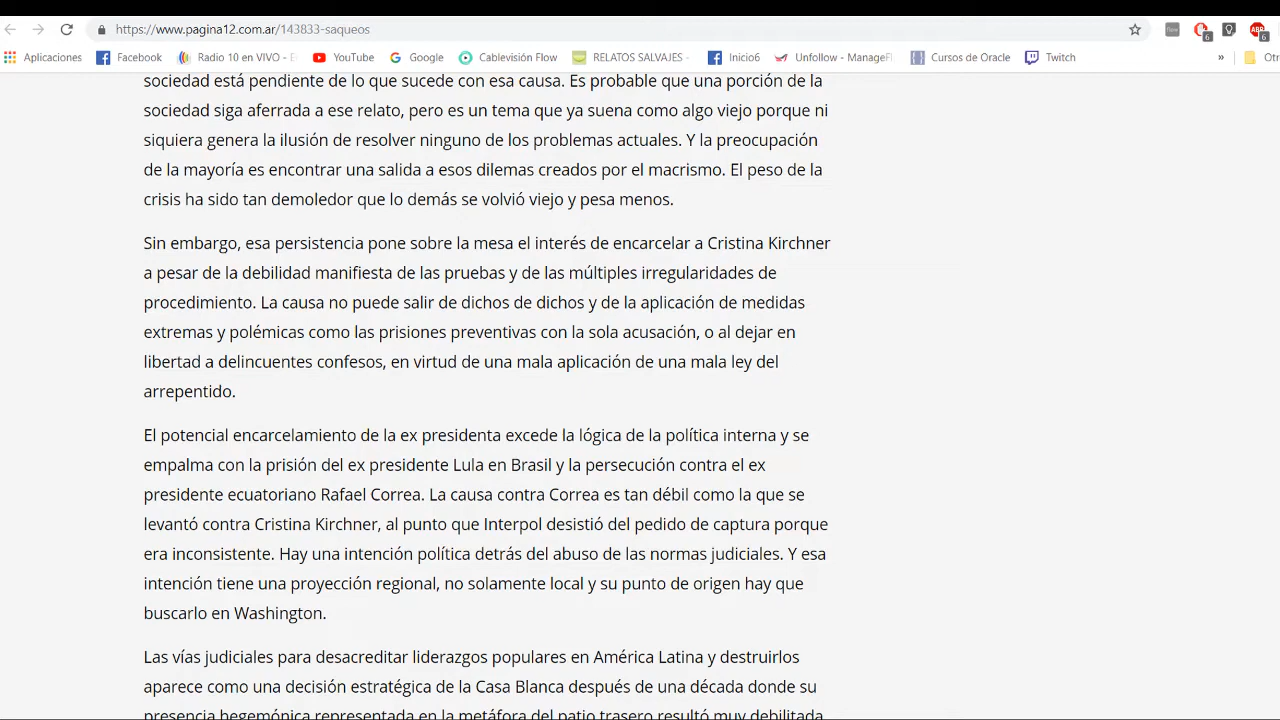 https://www.pagina12.com.ar/143833-saqueos
6
6
Aplicaciones Facebook Radio 10 en VIVO - E YouTube Google Cablevisión Flow RELATOS SALVAJES - Inicio6 Unfollow - ManageFl Cursos de Oracle Twitch » Otr
sociedad está pendiente de lo que sucede con esa causa. Es probable que una porción de la
sociedad siga aferrada a ese relato, pero es un tema que ya suena como algo viejo porque ni
siquiera genera la ilusión de resolver ninguno de los problemas actuales. Y la preocupación
de la mayoría es encontrar una salida a esos dilemas creados por el macrismo. El peso de la
crisis ha sido tan demoledor que lo demás se volvió viejo y pesa menos.
Sin embargo, esa persistencia pone sobre la mesa el interés de encarcelar a Cristina Kirchner
a pesar de la debilidad manifiesta de las pruebas y de las múltiples irregularidades de
procedimiento. La causa no puede salir de dichos de dichos y de la aplicación de medidas
extremas y polémicas como las prisiones preventivas con la sola acusación, o al dejar en
libertad a delincuentes confesos, en virtud de una mala aplicación de una mala ley del
arrepentido.
El potencial encarcelamiento de la ex presidenta excede la lógica de la política interna y se
empalma con la prisión del ex presidente Lula en Brasil y la persecución contra el ex
presidente ecuatoriano Rafael Correa. La causa contra Correa es tan débil como la que se
levantó contra Cristina Kirchner, al punto que Interpol desistió del pedido de captura porque
era inconsistente. Hay una intención política detrás del abuso de las normas judiciales. Y esa
intención tiene una proyección regional, no solamente local y su punto de origen hay que
buscarlo en Washington.
Las vías judiciales para desacreditar liderazgos populares en América Latina y destruirlos
aparece como una decisión estratégica de la Casa Blanca después de una década donde su
presencia hegemónica representada en la metáfora del patio trasero resultó muy debilitada